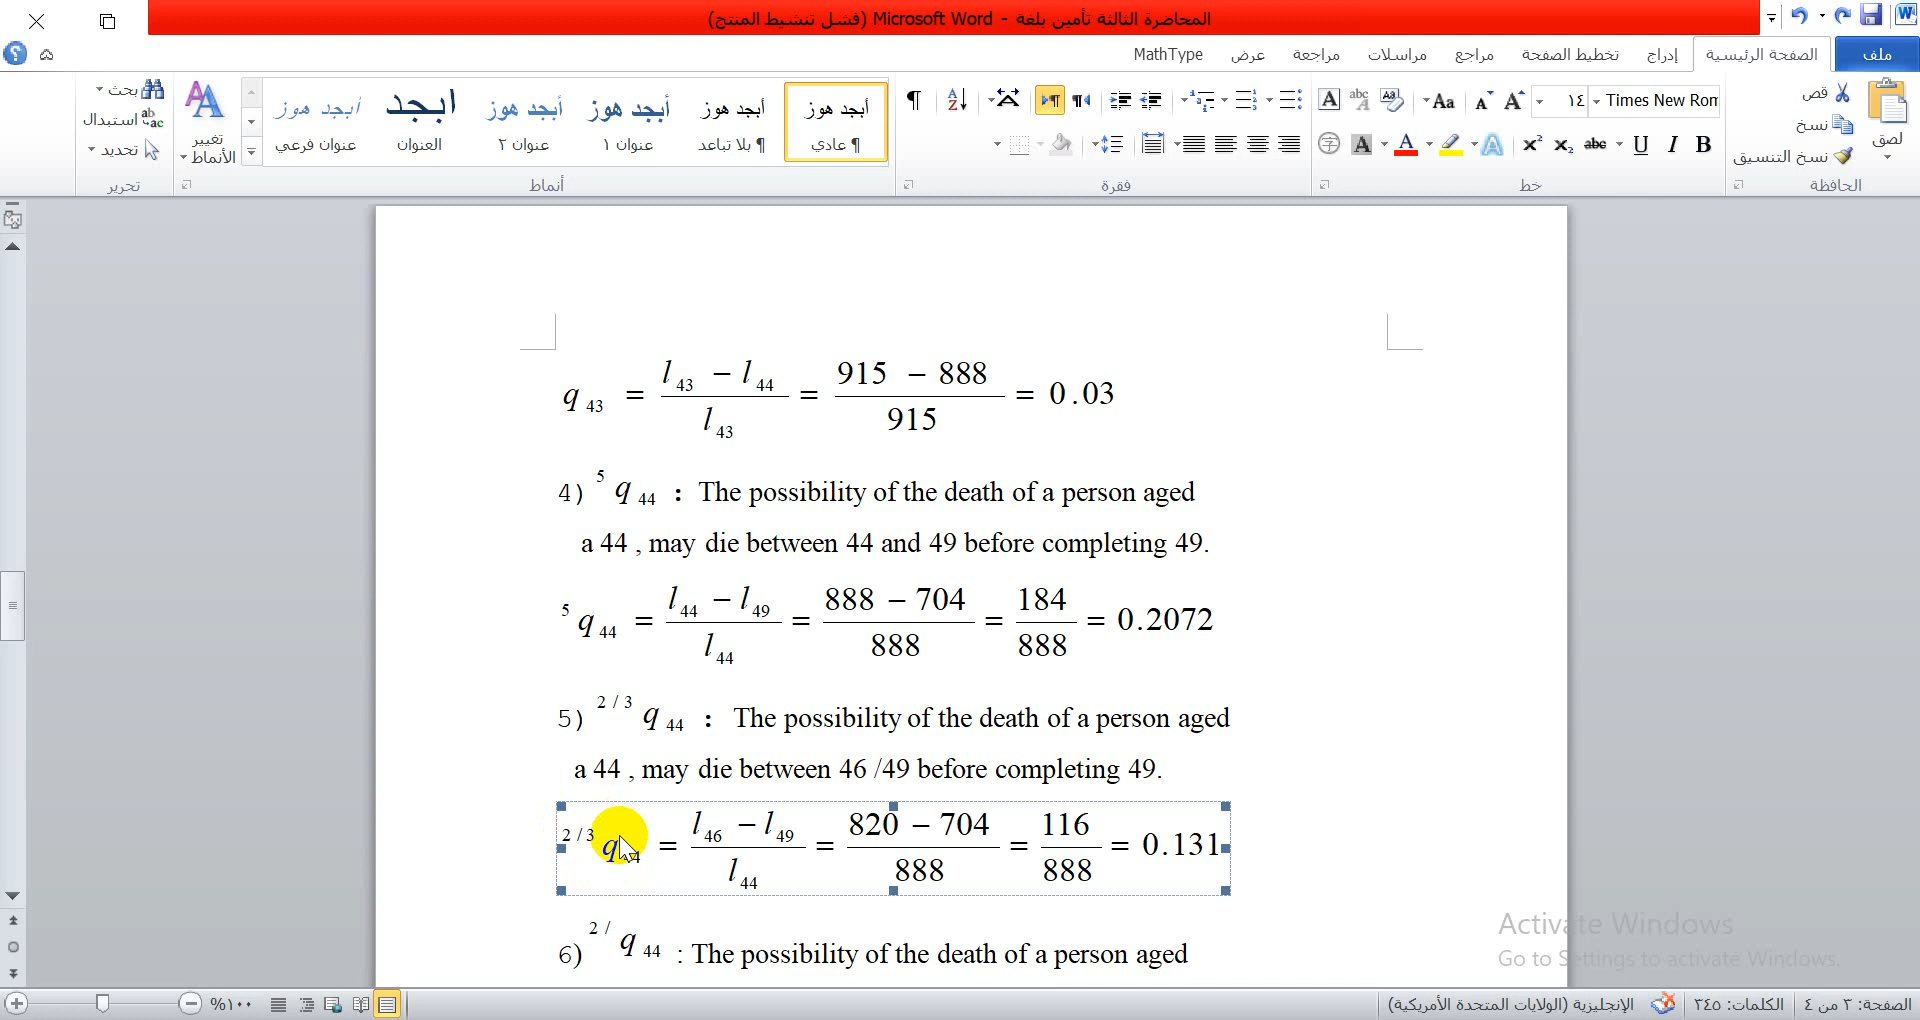 المحاضرة الثالثة تأمين بلغة - Microsoft Word (فشل تنشيط المنتج)
ملف الصفحة الرئيسية إدراج تخطيط الصفحة مراجع مراسلات مراجعة عرض MathType
لصق
قص
نسخ
نسخ التنسيق
الحافظة
Times New Rom ١٤
خط
فقرة
أبجد هوز أبجد هوز أبجد هوز أبجد هوز أبجد أبجد هوز
¶ عادي ¶ بلا تباعد عنوان ١ عنوان ٢ العنوان عنوان فرعي
تغيير
الأنماط
أنماط
بحث
استبدال
تحديد
تحرير
q 43 = (l 43 − l 44) / l 43 = (915 − 888) / 915 = 0.03
4) 5 q 44 : The possibility of the death of a person aged
a 44 , may die between 44 and 49 before completing 49.
5 q 44 = (l 44 − l 49) / l 44 = (888 − 704) / 888 = 184 / 888 = 0.2072
5) 2/3 q 44 : The possibility of the death of a person aged
a 44 , may die between 46 /49 before completing 49.
2/3 q 44 = (l 46 − l 49) / l 44 = (820 − 704) / 888 = 116 / 888 = 0.131
6) 2/ q 44 : The possibility of the death of a person aged
Activate Windows
Go to Settings to activate Windows.
الصفحة: ٣ من ٤ الكلمات: ٢٤٥ الإنجليزية (الولايات المتحدة الأمريكية)
%١٠٠